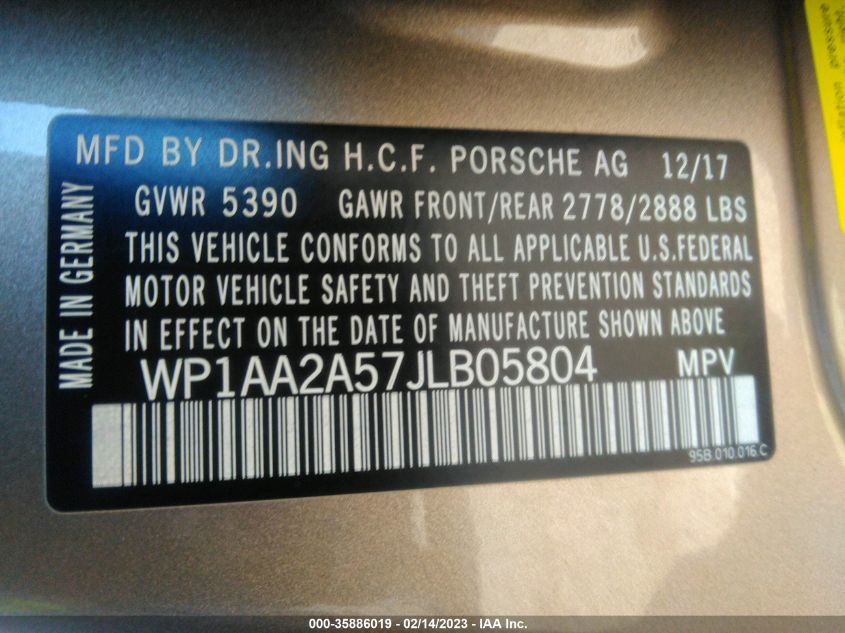 MFD BY DR.ING H.C.F. PORSCHE AG 12/17
GVWR 5390 GAWR FRONT/REAR 2778/2888 LBS
THIS VEHICLE CONFORMS TO ALL APPLICABLE U.S.FEDERAL
MOTOR VEHICLE SAFETY AND THEFT PREVENTION STANDARDS
IN EFFECT ON THE DATE OF MANUFACTURE SHOWN ABOVE
MADE IN GERMANY
WP1AA2A57JLB05804 MPV
95B.010.016.C
pressure
000-35886019 - 02/14/2023 - IAA Inc.